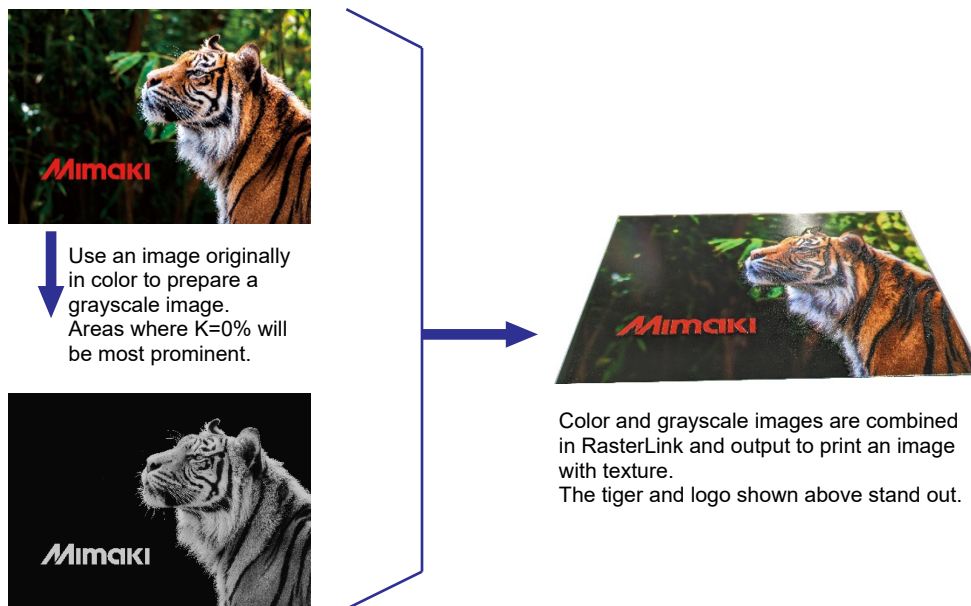 Mimaki
Use an image originally
in color to prepare a
grayscale image.
Areas where K=0% will
be most prominent.
Mimaki
Mimaki
Color and grayscale images are combined
in RasterLink and output to print an image
with texture.
The tiger and logo shown above stand out.